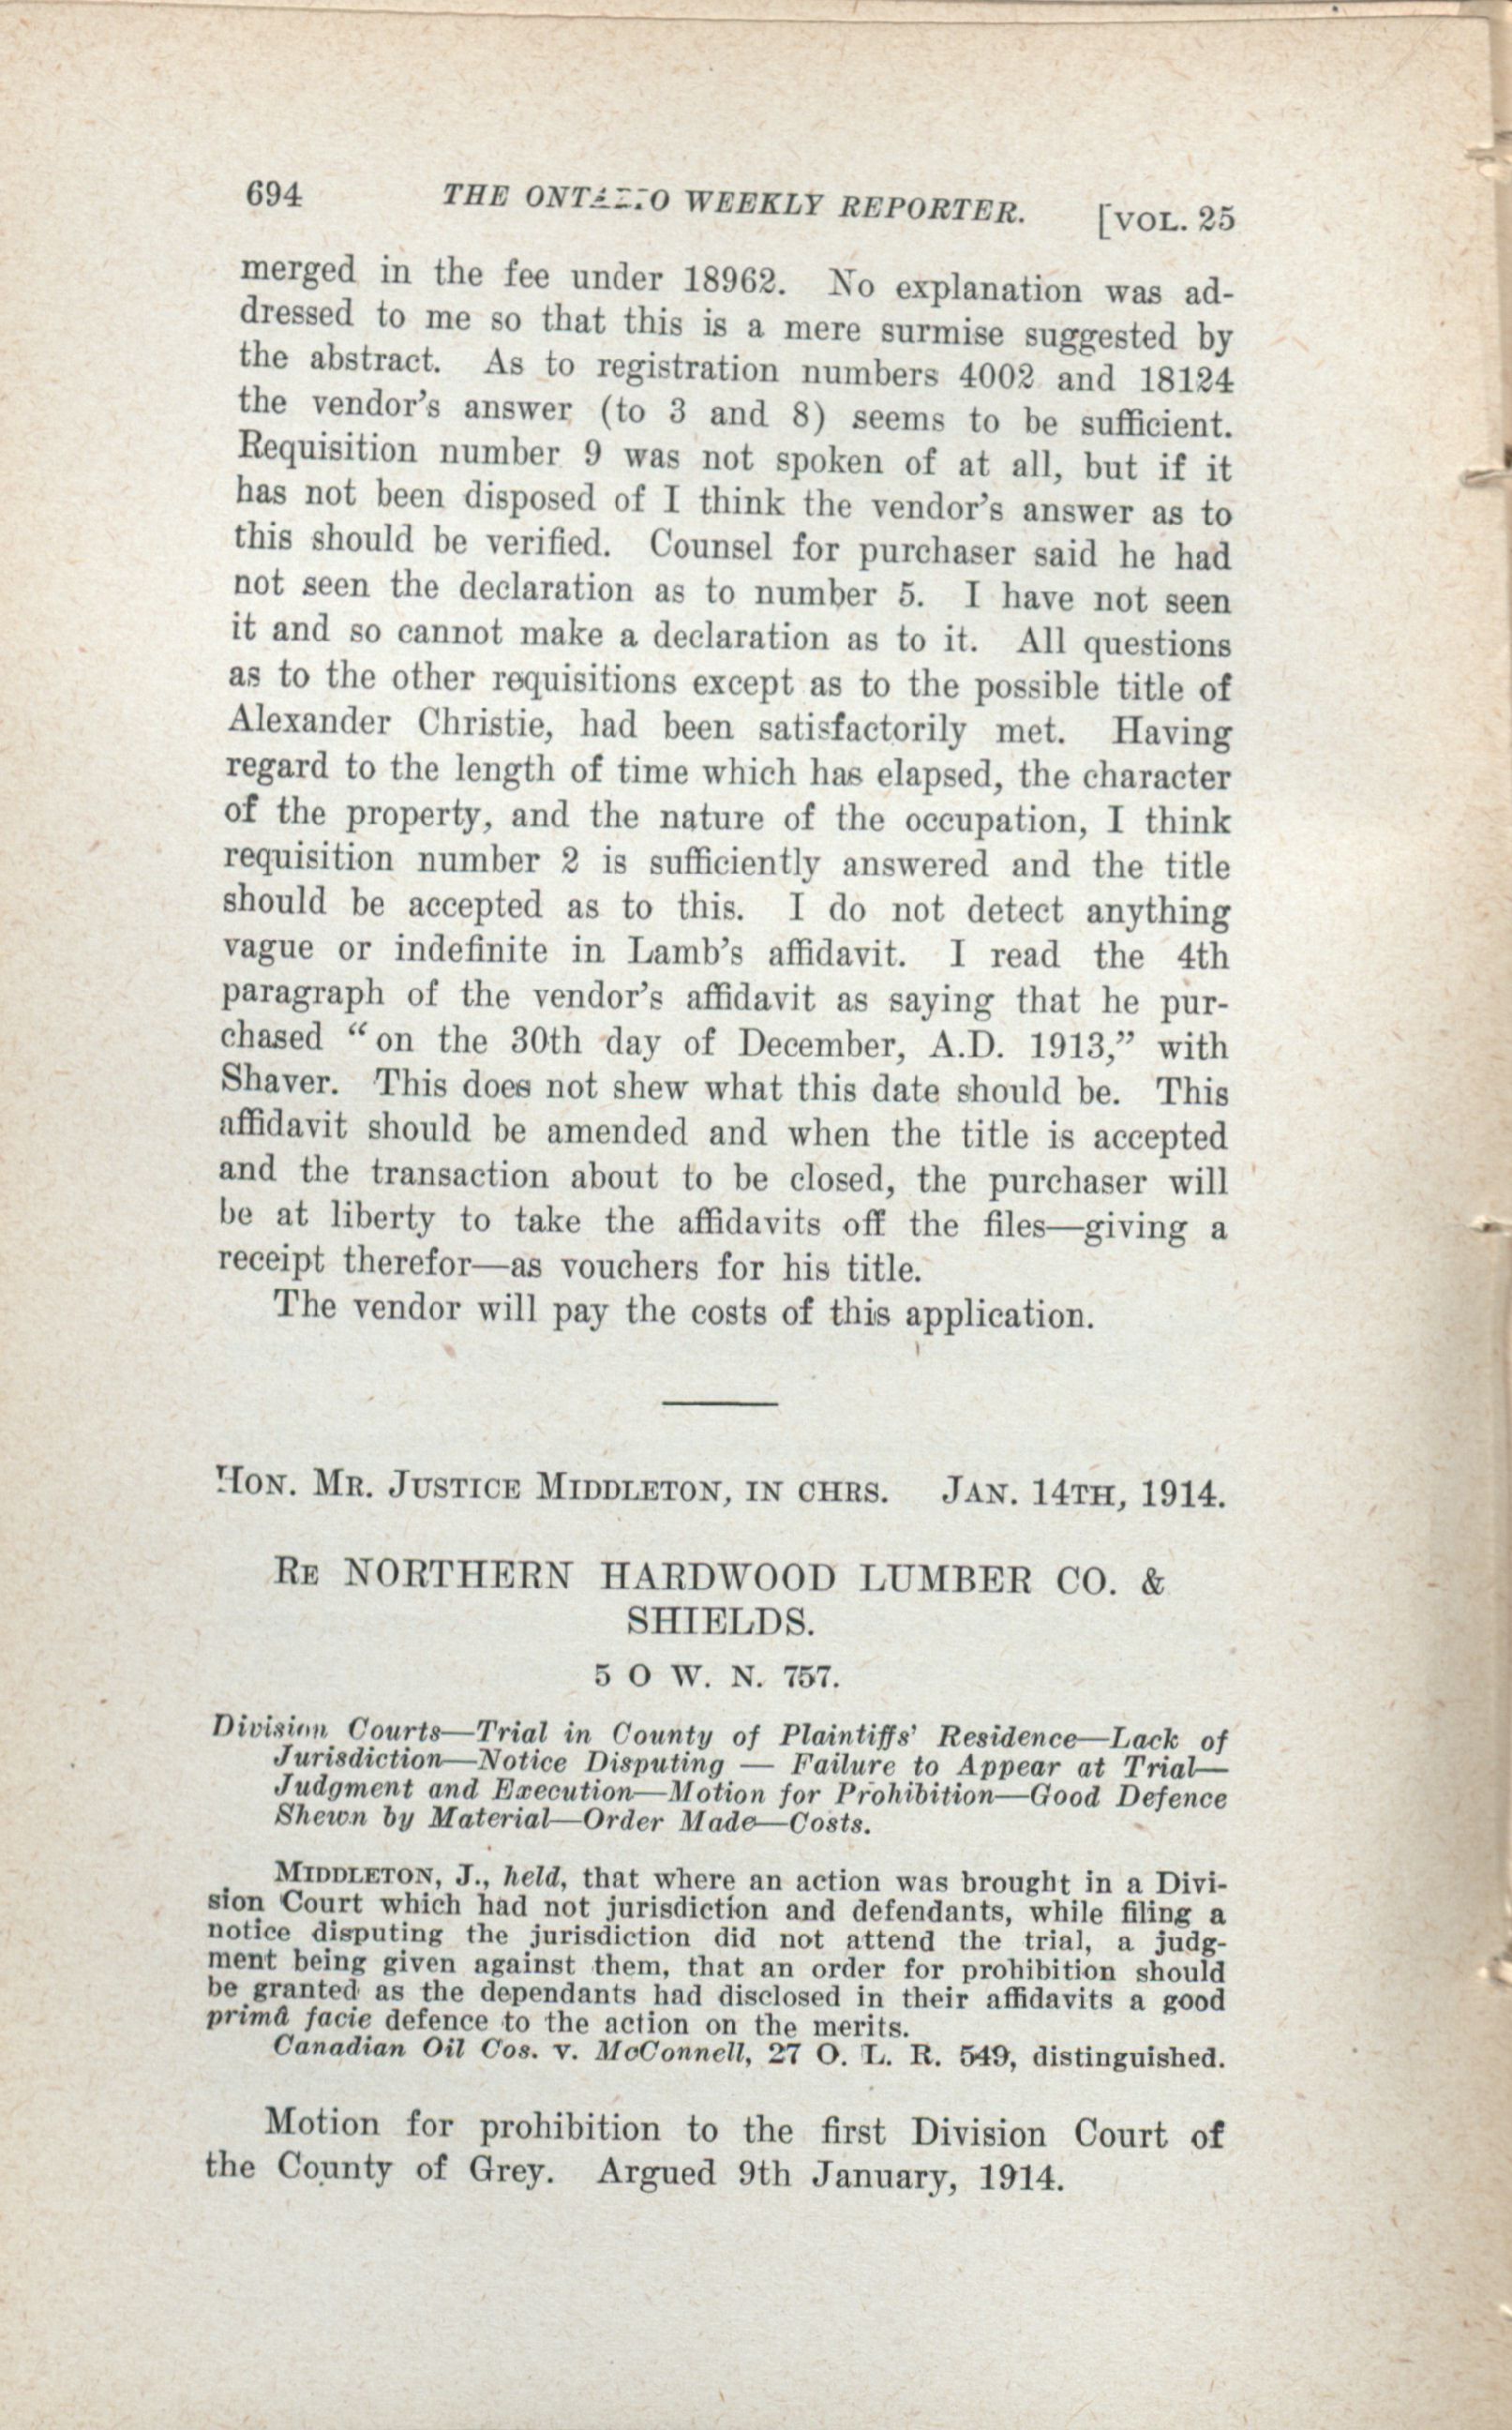 694 THE ONTARIO WEEKLY REPORTER. [VOL. 25
merged in the fee under 18962. No explanation was ad-
dressed to me so that this is a mere surmise suggested by
the abstract. As to registration numbers 4002 and 18124
the vendor's answer (to 3 and 8) seems to be sufficient.
Requisition number 9 was not spoken of at all, but if it
has not been disposed of I think the vendor's answer as to
this should be verified. Counsel for purchaser said he had
not seen the declaration as to number 5. I have not seen
it and so cannot make a declaration as to it. All questions
as to the other requisitions except as to the possible title of
Alexander Christie, had been satisfactorily met. Having
regard to the length of time which has elapsed, the character
of the property, and the nature of the occupation, I think
requisition number 2 is sufficiently answered and the title
should be accepted as to this. I do not detect anything
vague or indefinite in Lamb's affidavit. I read the 4th
paragraph of the vendor's affidavit as saying that he pur-
chased "on the 30th day of December, A.D. 1913," with
Shaver. This does not shew what this date should be. This
affidavit should be amended and when the title is accepted
and the transaction about to be closed, the purchaser will
be at liberty to take the affidavits off the files—giving a
receipt therefor—as vouchers for his title.
The vendor will pay the costs of this application.
HON. MR. JUSTICE MIDDLETON, IN CHRS. JAN. 14TH, 1914.
RE NORTHERN HARDWOOD LUMBER CO. &
SHIELDS.
5 O W. N. 757.
Division Courts—Trial in County of Plaintiffs' Residence—Lack of
Jurisdiction—Notice Disputing — Failure to Appear at Trial—
Judgment and Execution—Motion for Prohibition—Good Defence
Shewn by Material—Order Made—Costs.
MIDDLETON, J., held, that where an action was brought in a Divi-
sion Court which had not jurisdiction and defendants, while filing a
notice disputing the jurisdiction did not attend the trial, a judg-
ment being given against them, that an order for prohibition should
be granted as the dependants had disclosed in their affidavits a good
primâ facie defence to the action on the merits.
Canadian Oil Cos. v. McConnell, 27 O. L. R. 549, distinguished.
Motion for prohibition to the first Division Court of
the County of Grey. Argued 9th January, 1914.